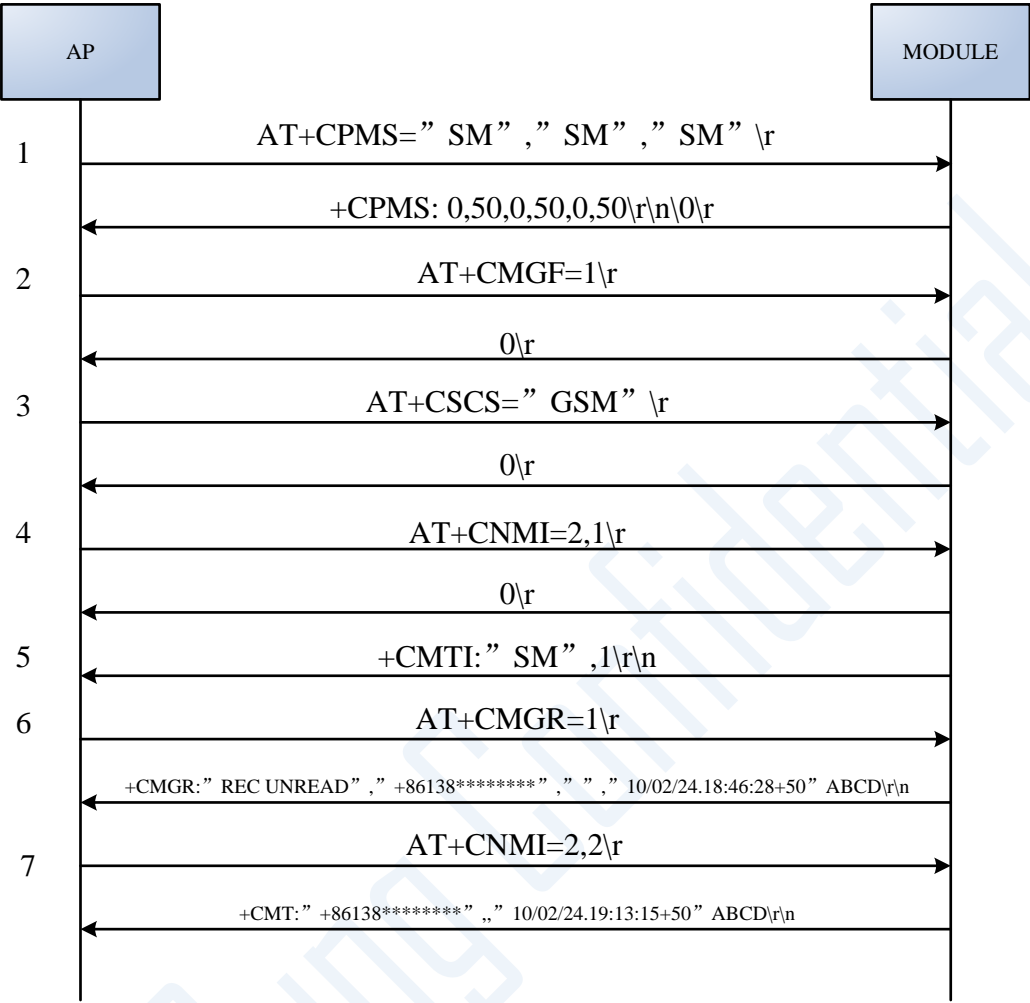 AP
MODULE
1
AT+CPMS=”SM”,”SM”,”SM”\r
+CPMS: 0,50,0,50,0,50\r\n\0\r
2
AT+CMGF=1\r
0\r
3
AT+CSCS=”GSM”\r
0\r
4
AT+CNMI=2,1\r
0\r
5
+CMTI:”SM”,1\r\n
6
AT+CMGR=1\r
+CMGR:”REC UNREAD”,”+86138********”,”,”,”10/02/24.18:46:28+50”ABCD\r\n
7
AT+CNMI=2,2\r
+CMT:”+86138********”,,”10/02/24.19:13:15+50”ABCD\r\n
Confidential